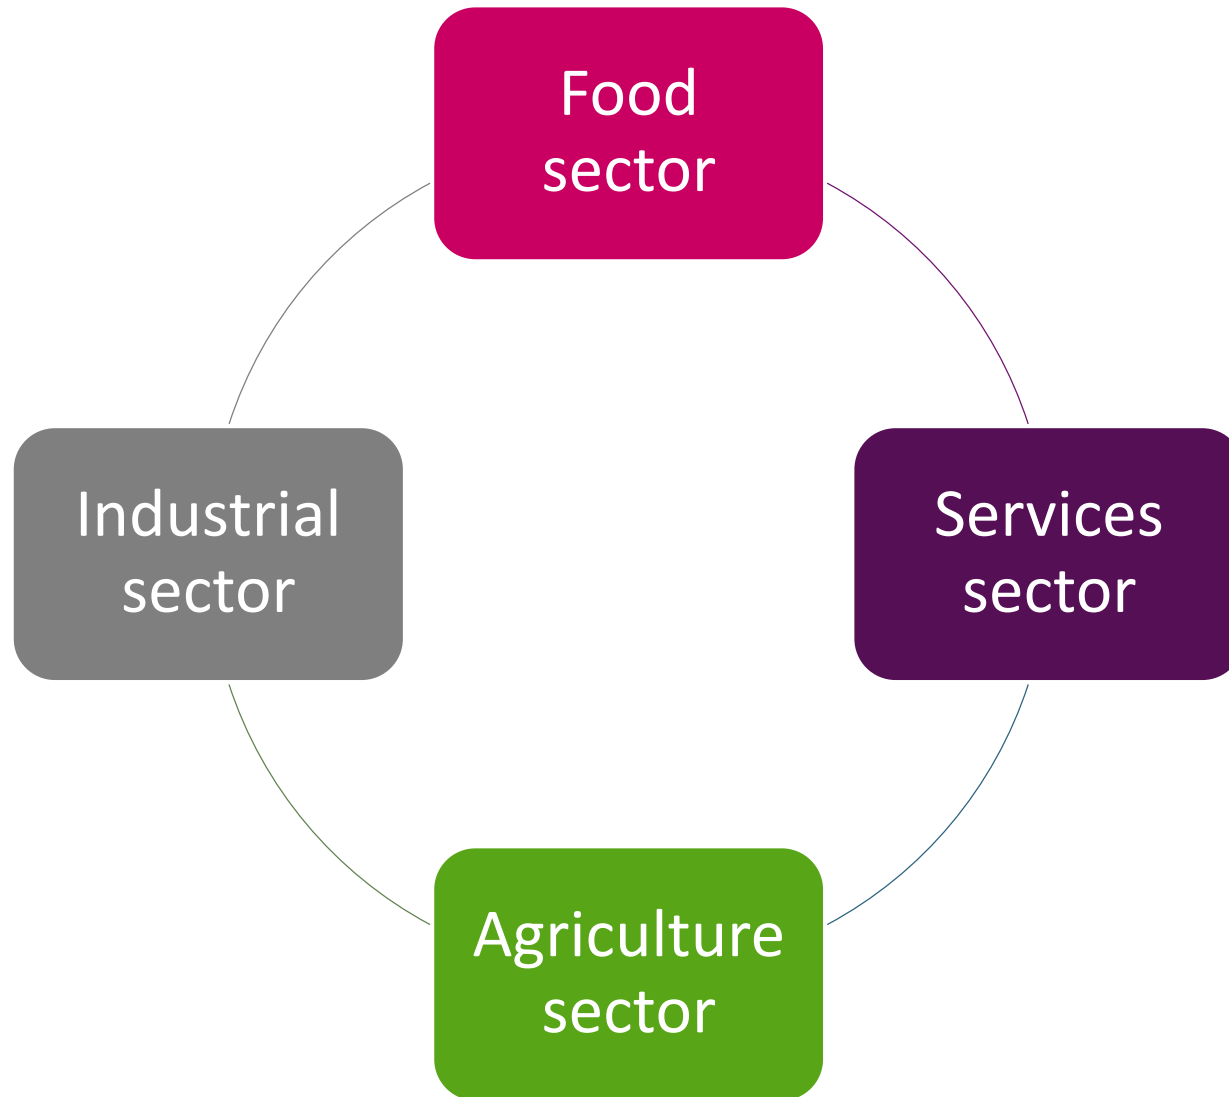 Food
sector
Industrial
sector
Services
sector
Agriculture
sector